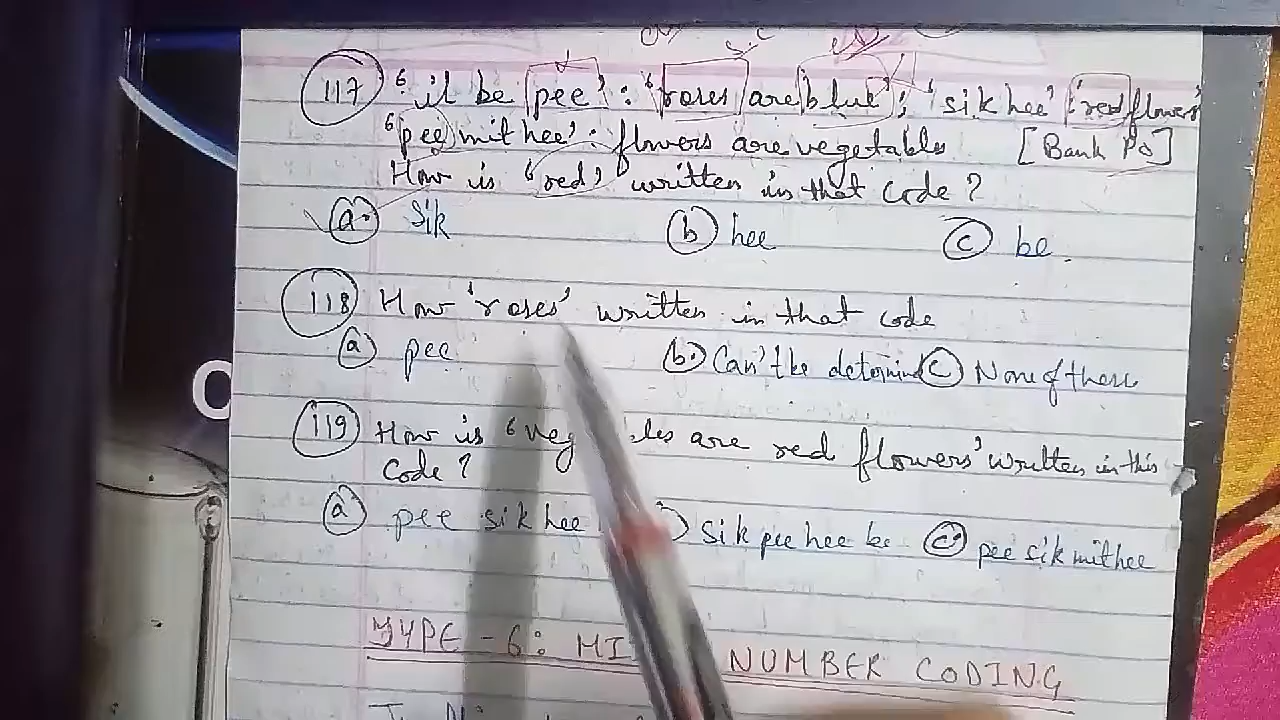 117 'il be pee' : 'roses are blue' ; 'sik hee' : 'red flowers'
'pee mit hee' : flowers are vegetable [Bank Po]
How is 'red' written in that code ?
a. Sik b hee c be.
118 How 'roses' written in that code
a pee b. Can't be determined c None of these
119 How is 'veg les are red flowers' written in this
Code ?
a pee sik hee sik pee hee be c. pee sik mit hee
TYPE - 6 : MI NUMBER CODING